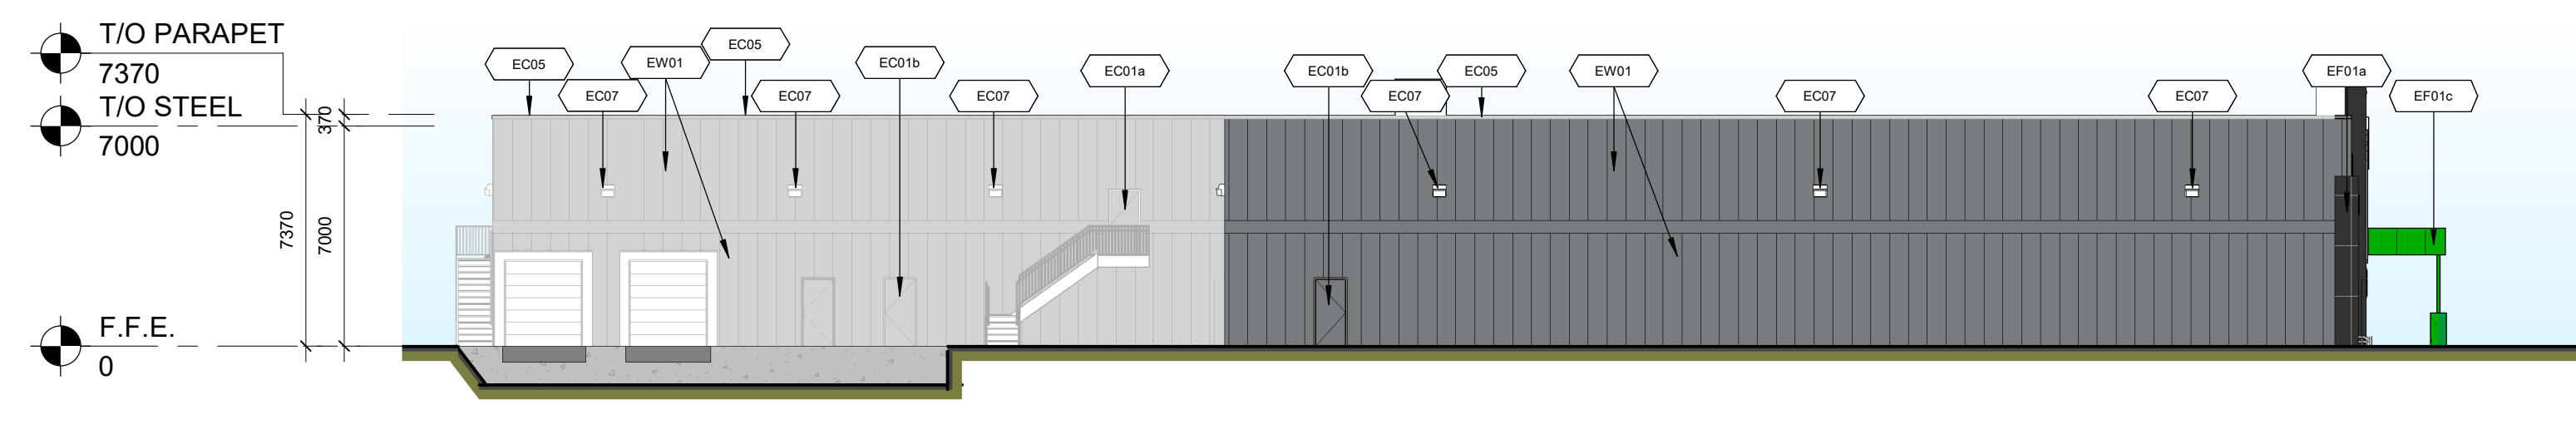 T/O PARAPET
7370
T/O STEEL
7000
F.F.E.
0
7370
7000
370
EC05
EC07
EW01
EC05
EC07
EC01b
EC07
EC01a
EC01b
EC07
EC05
EW01
EC07
EC07
EF01a
EF01c